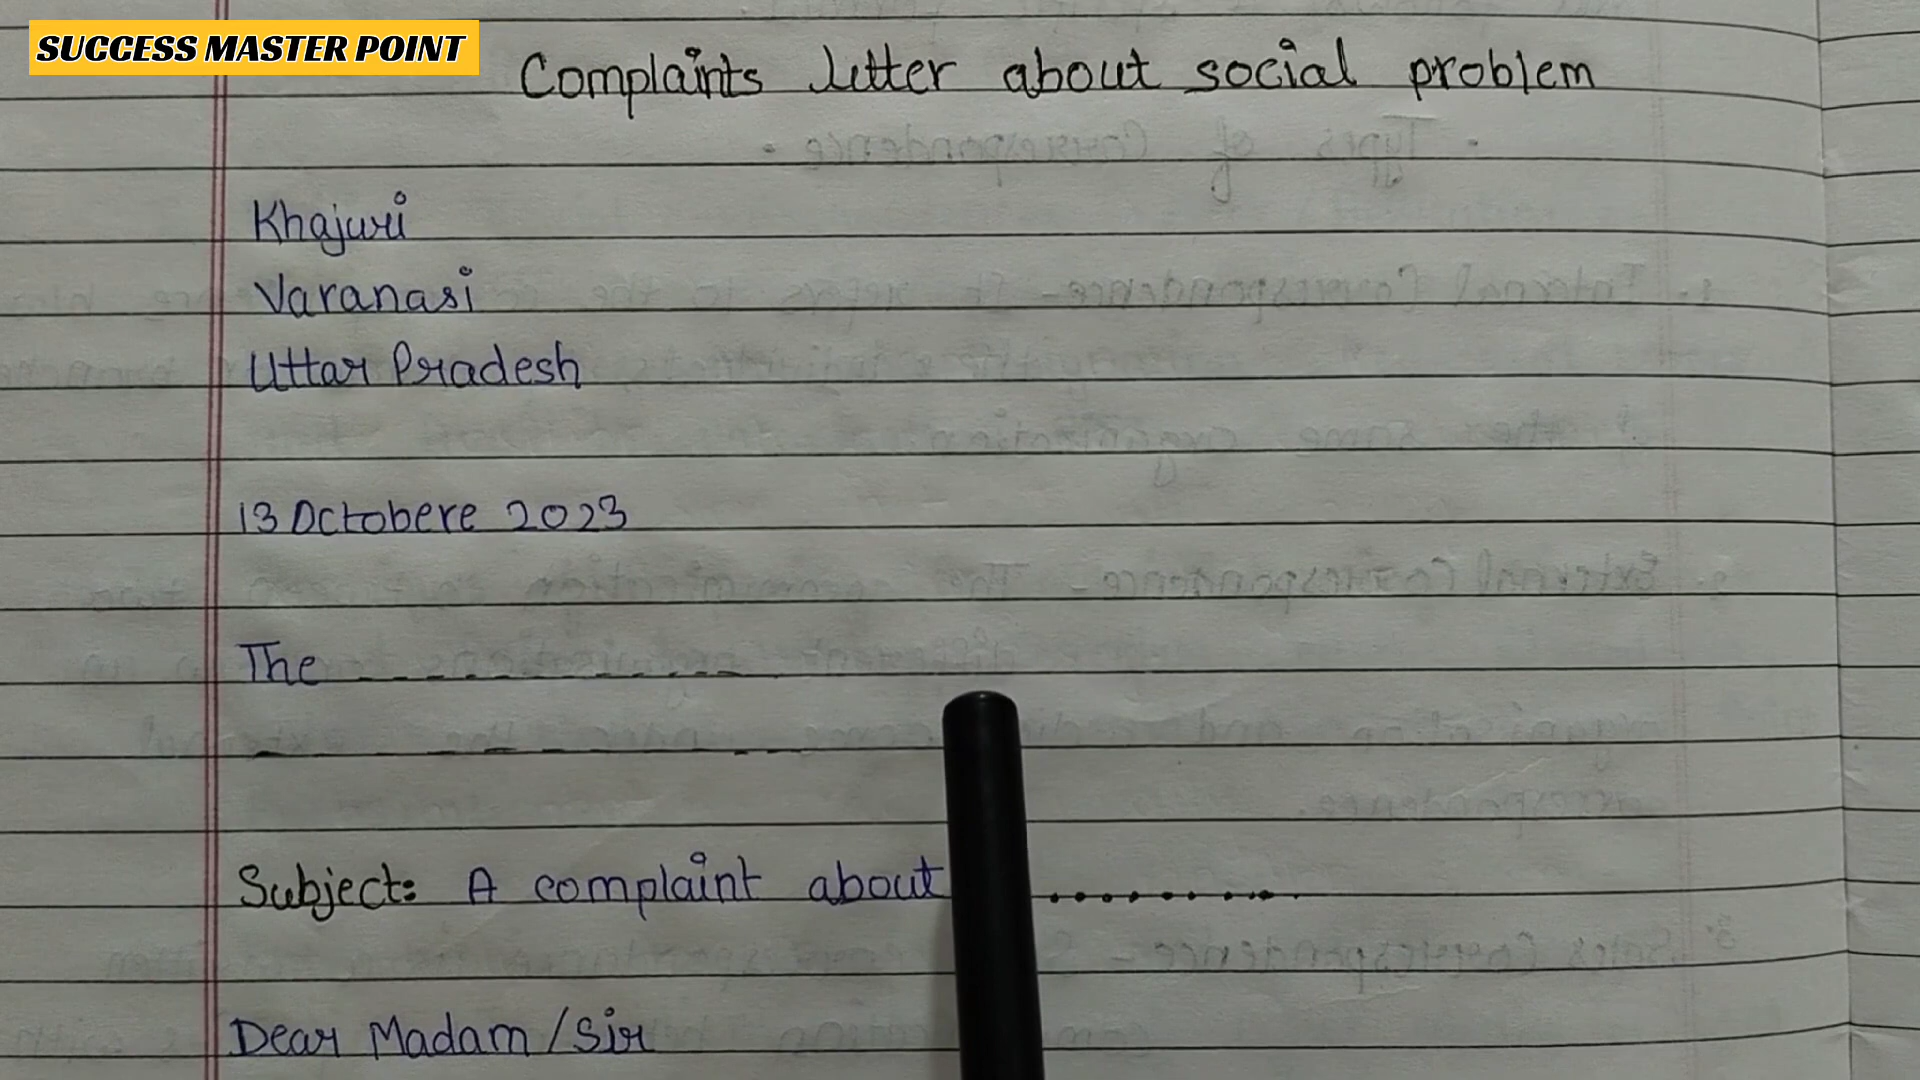 SUCCESS MASTER POINT
Complaints letter about social problem
Khajuri
Varanasi
Uttar Pradesh
13 Octobere 2023
The ------------
--------
Subject: A complaint about .........
Dear Madam / Sir